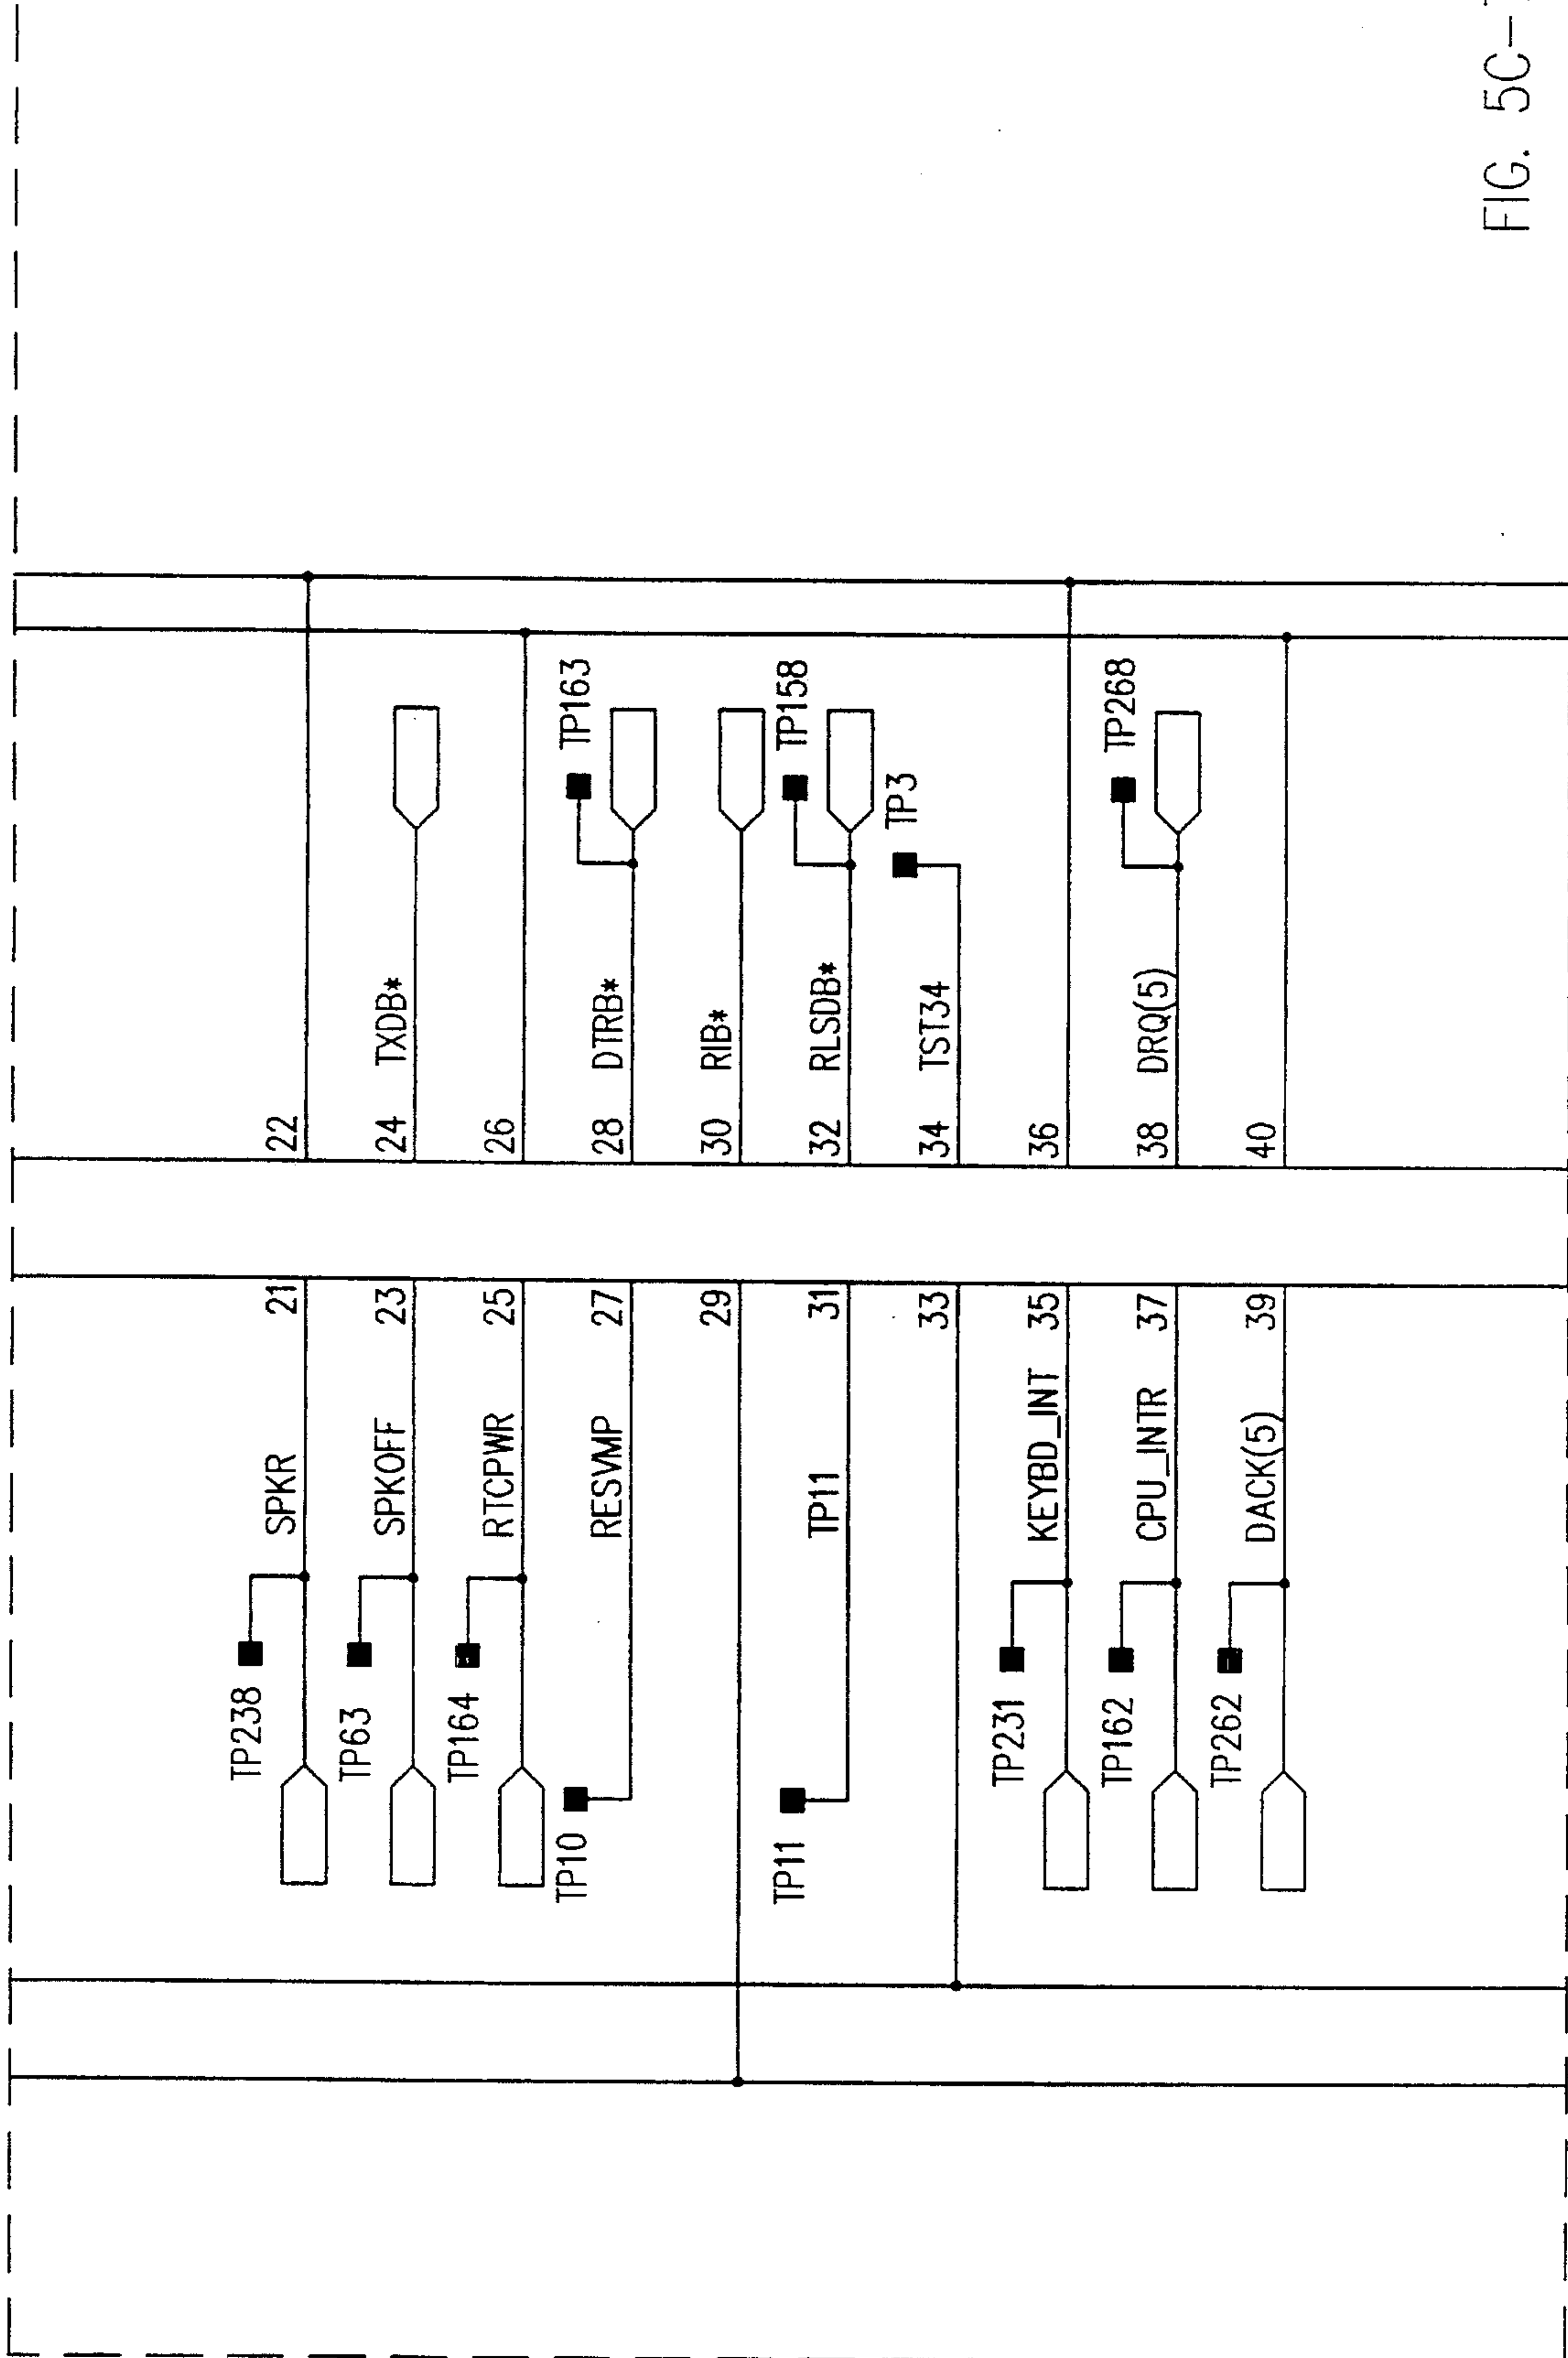 TP238
SPKR 21
TP63
SPKOFF 23
TP164
RTCPWR 25
TP10
RESVMP 27
29
TP11
TP11 31
33
TP231
KEYBD_INT 35
TP162
CPU_INTR 37
TP262
DACK(5) 39
22
24 TXDB*
26
TP163
28 DTRB*
30 RIB*
TP158
32 RLSDB*
TP3
34 TST34
36
TP268
38 DRQ(5)
40
FIG. 5C-